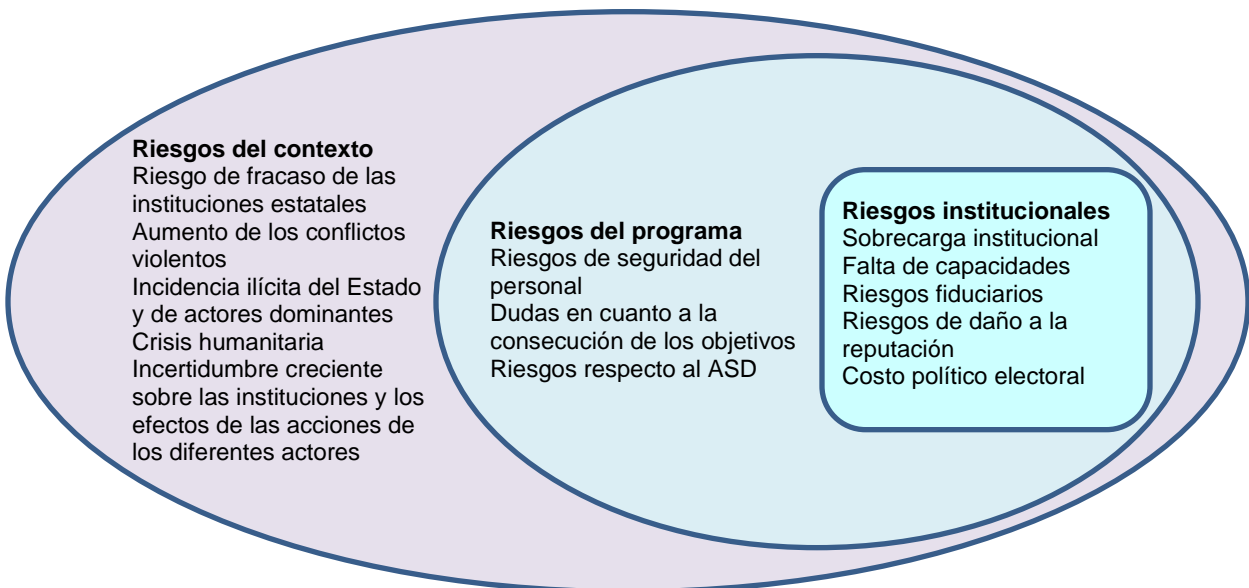 Riesgos del contexto
Riesgo de fracaso de las
instituciones estatales
Aumento de los conflictos
violentos
Incidencia ilícita del Estado
y de actores dominantes
Crisis humanitaria
Incertidumbre creciente
sobre las instituciones y los
efectos de las acciones de
los diferentes actores
Riesgos del programa
Riesgos de seguridad del
personal
Dudas en cuanto a la
consecución de los objetivos
Riesgos respecto al ASD
Riesgos institucionales
Sobrecarga institucional
Falta de capacidades
Riesgos fiduciarios
Riesgos de daño a la
reputación
Costo político electoral